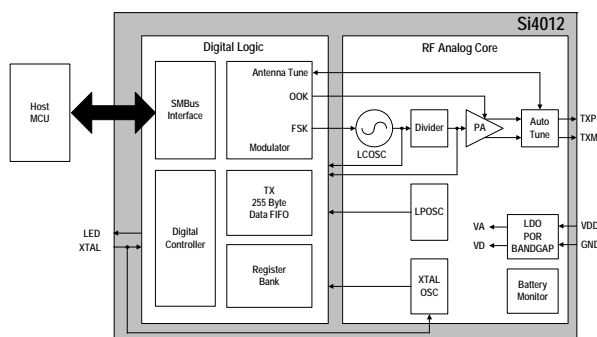 Si4012
Digital Logic
RF Analog Core
Host
MCU
SMBus
Interface
Antenna Tune
OOK
FSK
Modulator
LCOSC
Divider
PA
Auto
Tune
TXP
TXM
Digital
Controller
TX
255 Byte
Data FIFO
LPOSC
LED
XTAL
Register
Bank
XTAL
OSC
VA
VD
LDO
POR
BANDGAP
VDD
GND
Battery
Monitor